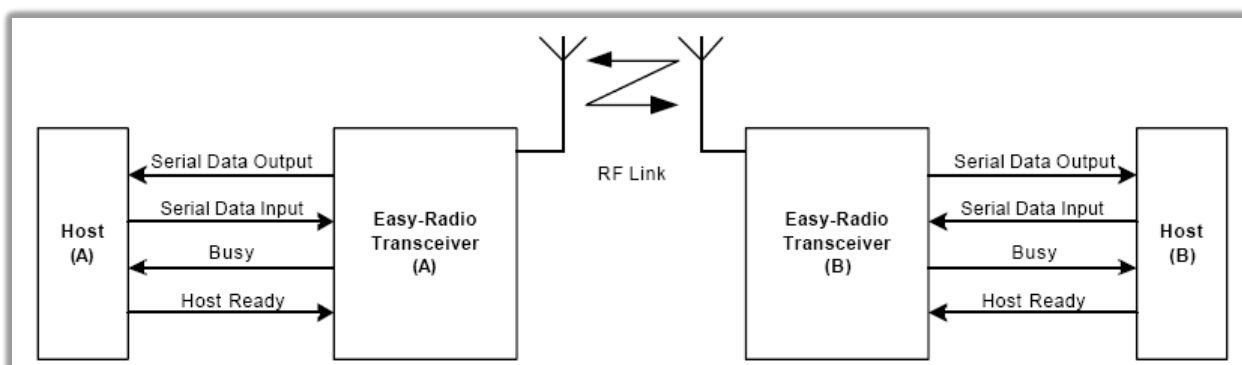 Host
(A)
Serial Data Output
Serial Data Input
Busy
Host Ready
Easy-Radio
Transceiver
(A)
RF Link
Easy-Radio
Transceiver
(B)
Serial Data Output
Serial Data Input
Busy
Host Ready
Host
(B)